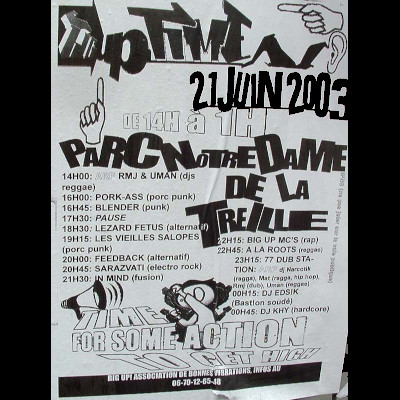 upTiME
21 JUIN 2003
DE 14H à 1H
PARC NOTRE DAME
DE LA
TREILLE
14H00: ARP RMJ & UMAN (djs
reggae)
16H00: PORK-ASS (porc punk)
16H45: BLENDER (punk)
17H30: PAUSE
18H30: LEZARD FETUS (alternatif)
19H15: LES VIEILLES SALOPES
(porc punk)
20H00: FEEDBACK (alternatif)
20H45: SARAZVATI (electro rock)
21H30: IN MIND (fusion)
22H15: BIG UP MC'S (rap)
22H45: A LA ROOTS (reggae)
23H15: 77 DUB STA-
TION: ARP dj Narcotik
(ragga), Mat (ragga, hip hop),
Rmj (dub), Uman (reggae)
00H15: DJ EDSIK
(Bastion soudé)
00H45: DJ KHY (hardcore)
TIME
FOR SOME ACTION
TO GET HIGH
BIG UP! ASSOCIATION DE BONNES VIBRATIONS, INFOS AU
06-70-12-65-48